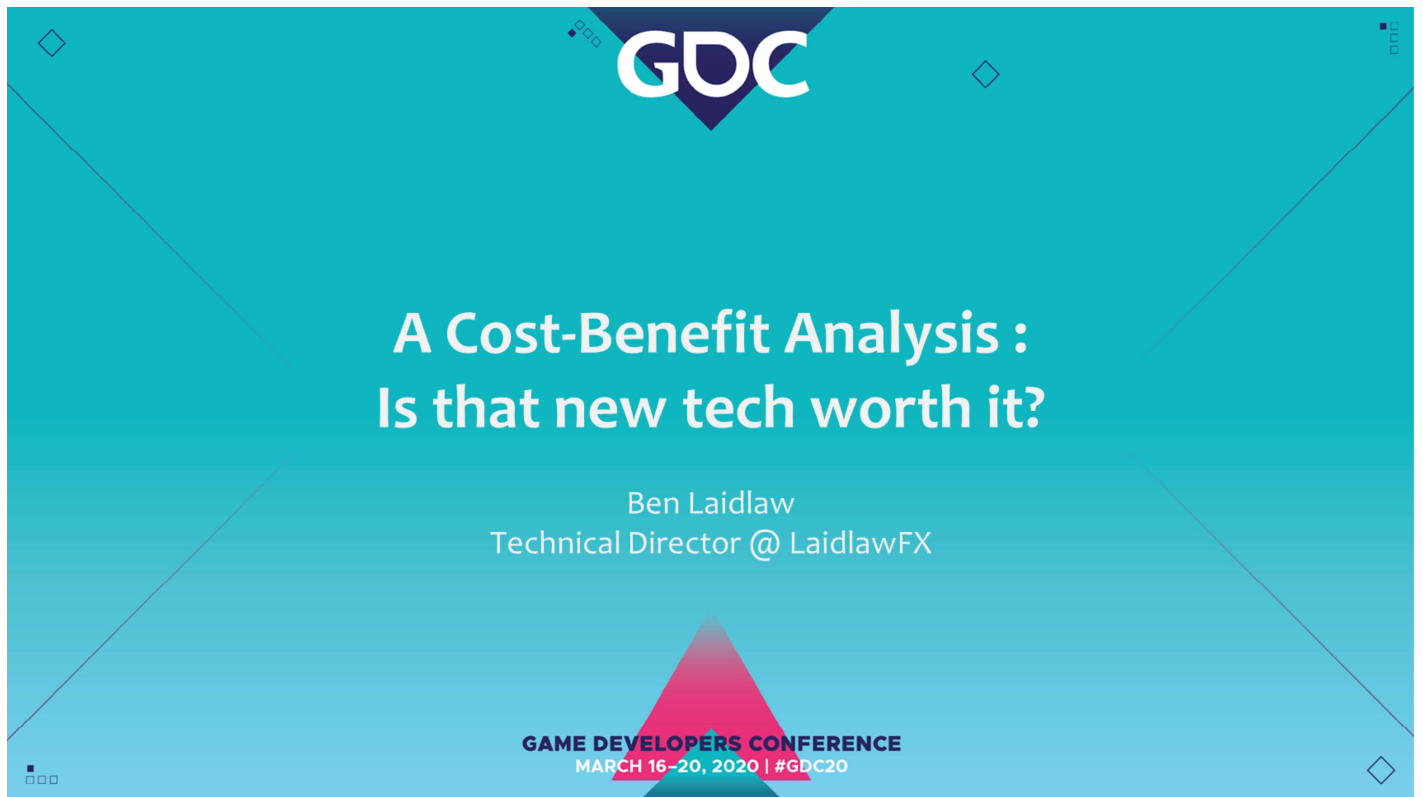 GDC
A Cost-Benefit Analysis :
Is that new tech worth it?
Ben Laidlaw
Technical Director @ LaidlawFX
GAME DEVELOPERS CONFERENCE
MARCH 16–20, 2020 | #GDC20